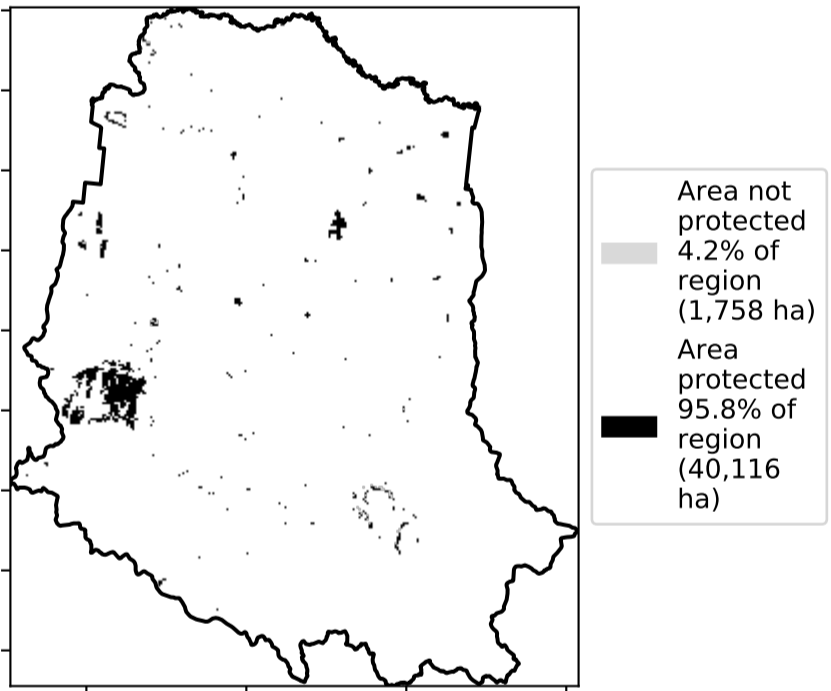 Area not
protected
4.2% of
region
(1,758 ha)
Area
protected
95.8% of
region
(40,116
ha)